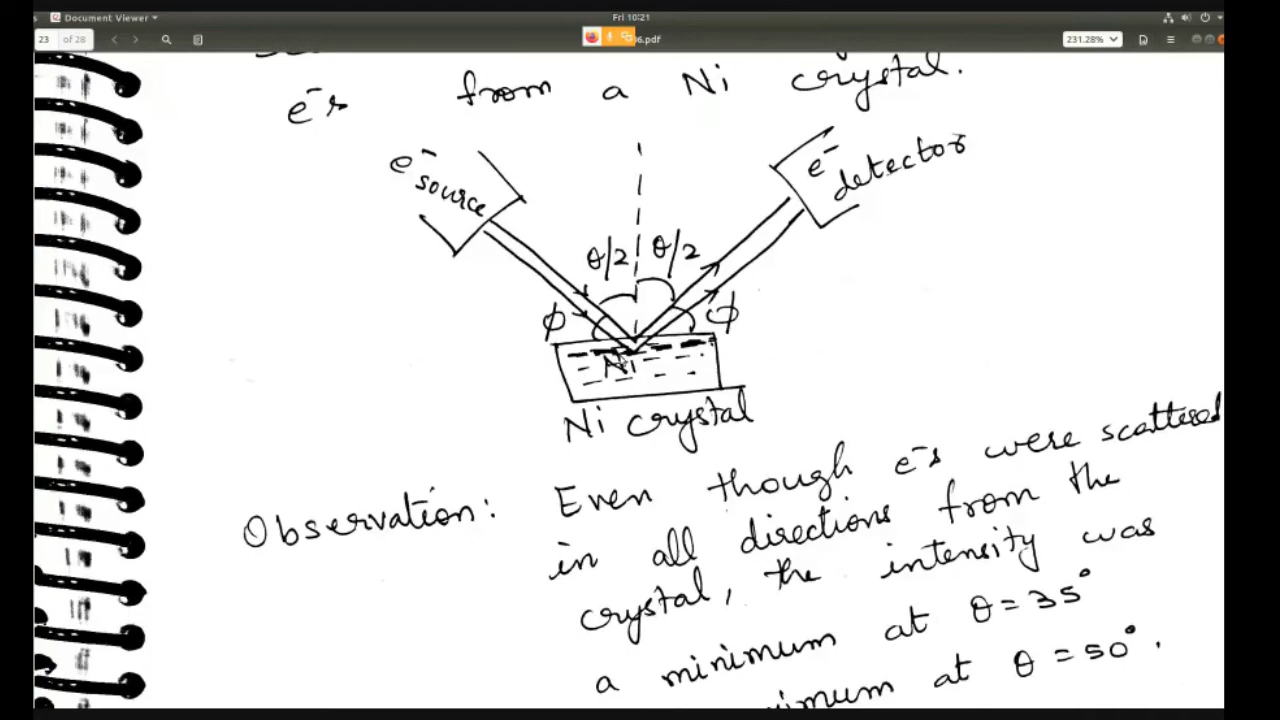 Document Viewer
Fri 10:21
23 of 28
06.pdf
231.28%
e⁻s from a Ni crystal.
e⁻ source
e⁻ detector
θ/2 θ/2
ϕ ϕ
Ni
Ni crystal
Observation: Even though e⁻s were scattered
in all directions from the
crystal, the intensity was
a minimum at θ = 35°
at θ = 50°.